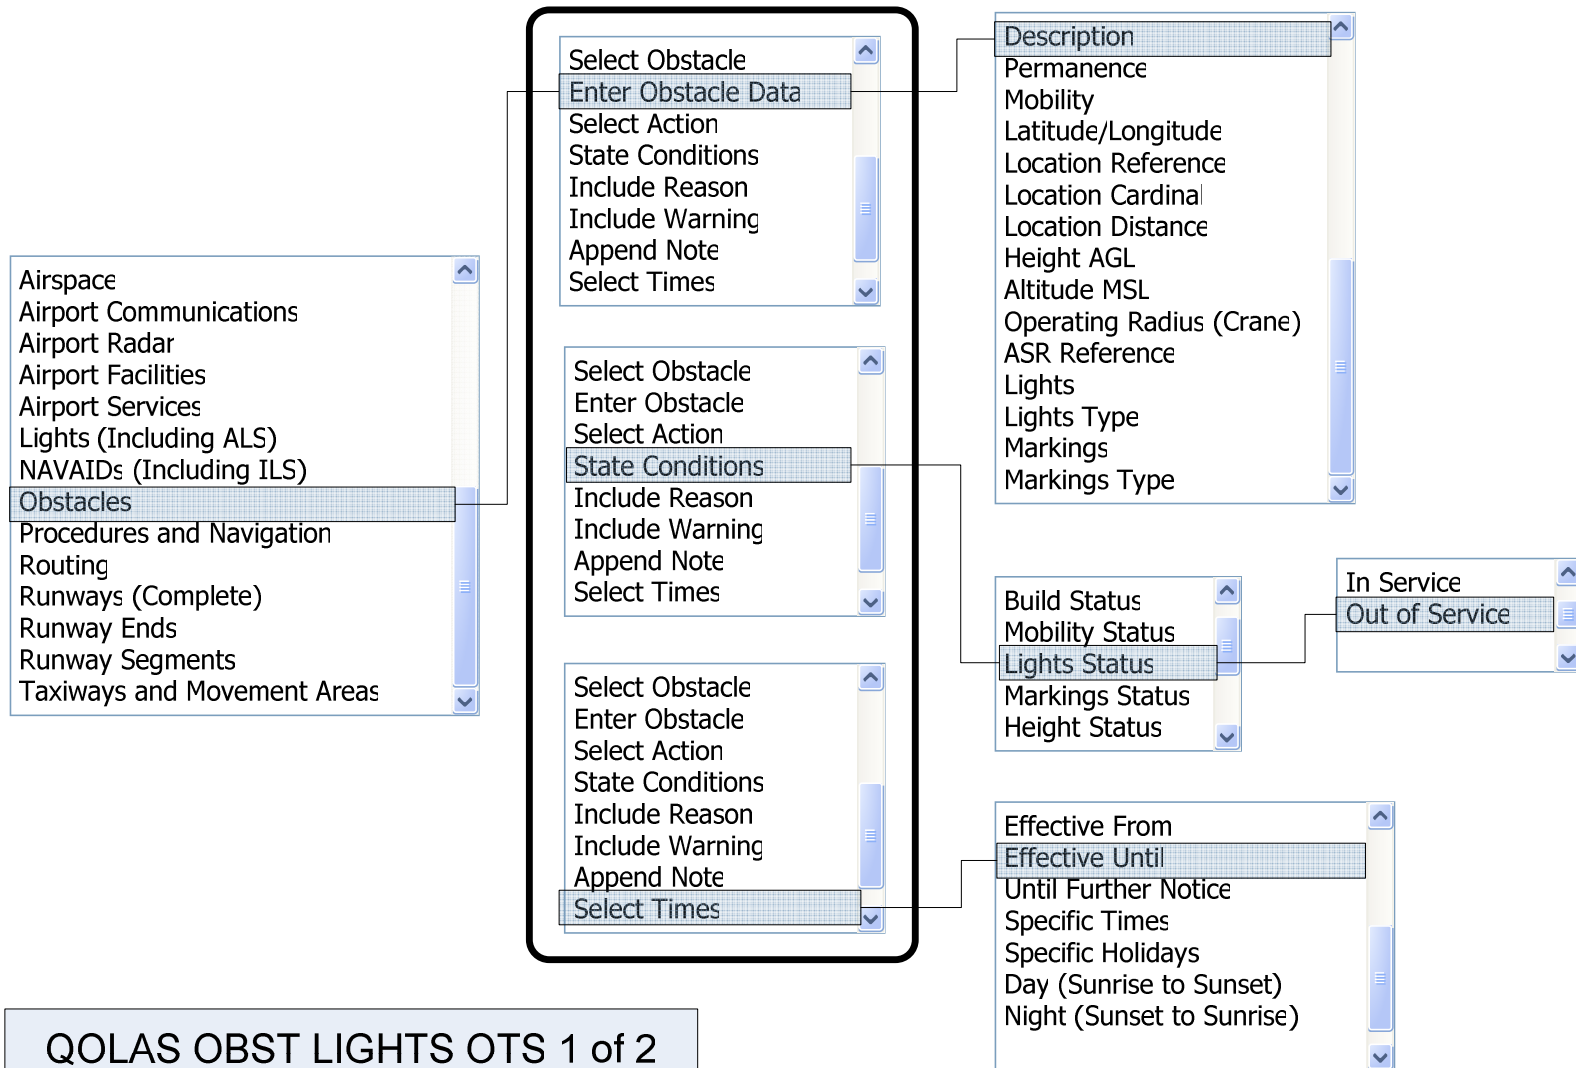 Airspace
Airport Communications
Airport Radar
Airport Facilities
Airport Services
Lights (Including ALS)
NAVAIDs (Including ILS)
Obstacles
Procedures and Navigation
Routing
Runways (Complete)
Runway Ends
Runway Segments
Taxiways and Movement Areas
Select Obstacle
Enter Obstacle Data
Select Action
State Conditions
Include Reason
Include Warning
Append Note
Select Times
Select Obstacle
Enter Obstacle
Select Action
State Conditions
Include Reason
Include Warning
Append Note
Select Times
Select Obstacle
Enter Obstacle
Select Action
State Conditions
Include Reason
Include Warning
Append Note
Select Times
Description
Permanence
Mobility
Latitude/Longitude
Location Reference
Location Cardinal
Location Distance
Height AGL
Altitude MSL
Operating Radius (Crane)
ASR Reference
Lights
Lights Type
Markings
Markings Type
Build Status
Mobility Status
Lights Status
Markings Status
Height Status
In Service
Out of Service
Effective From
Effective Until
Until Further Notice
Specific Times
Specific Holidays
Day (Sunrise to Sunset)
Night (Sunset to Sunrise)
QOLAS OBST LIGHTS OTS 1 of 2